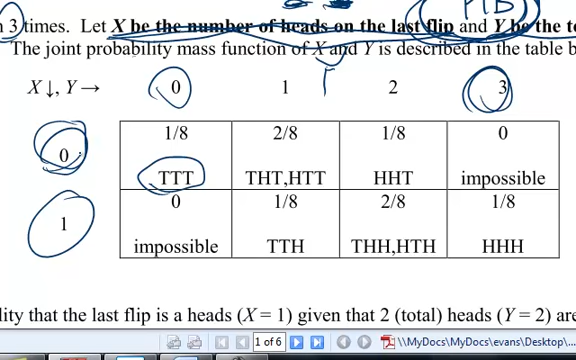 n 3 times. Let X be the number of heads on the last flip and Y be the to
The joint probability mass function of X and Y is described in the table b
X ↓, Y → 0 1 2 3
0 1/8 2/8 1/8 0
TTT THT,HTT HHT impossible
1 0 1/8 2/8 1/8
impossible TTH THH,HTH HHH
lity that the last flip is a heads (X = 1) given that 2 (total) heads (Y = 2) are
1 of 6 \\MyDocs\MyDocs\evans\Desktop\...